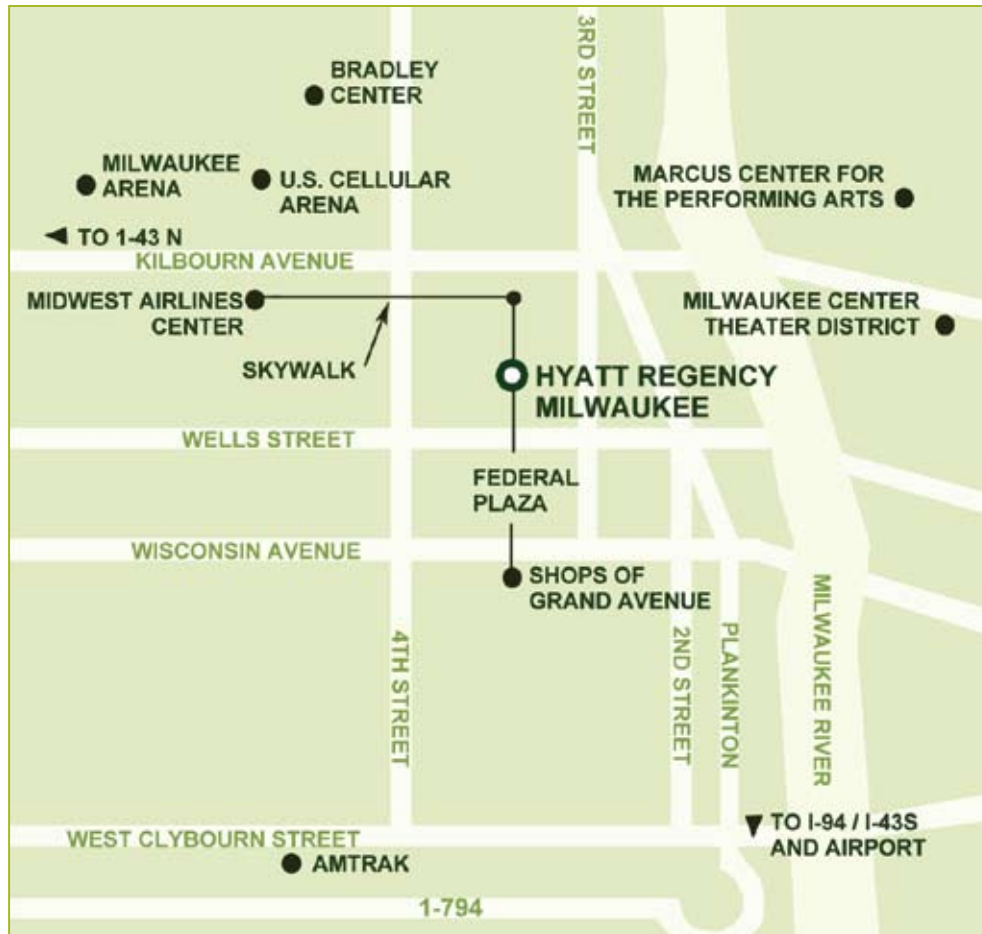 3RD STREET
BRADLEY
CENTER
MILWAUKEE
ARENA
U.S. CELLULAR
ARENA
MARCUS CENTER FOR
THE PERFORMING ARTS
TO 1-43 N
KILBOURN AVENUE
MIDWEST AIRLINES
CENTER
MILWAUKEE CENTER
THEATER DISTRICT
SKYWALK
HYATT REGENCY
MILWAUKEE
WELLS STREET
FEDERAL
PLAZA
WISCONSIN AVENUE
SHOPS OF
GRAND AVENUE
4TH STREET
2ND STREET
PLANKINTON
MILWAUKEE RIVER
WEST CLYBOURN STREET
TO I-94 / I-43S
AND AIRPORT
AMTRAK
1-794